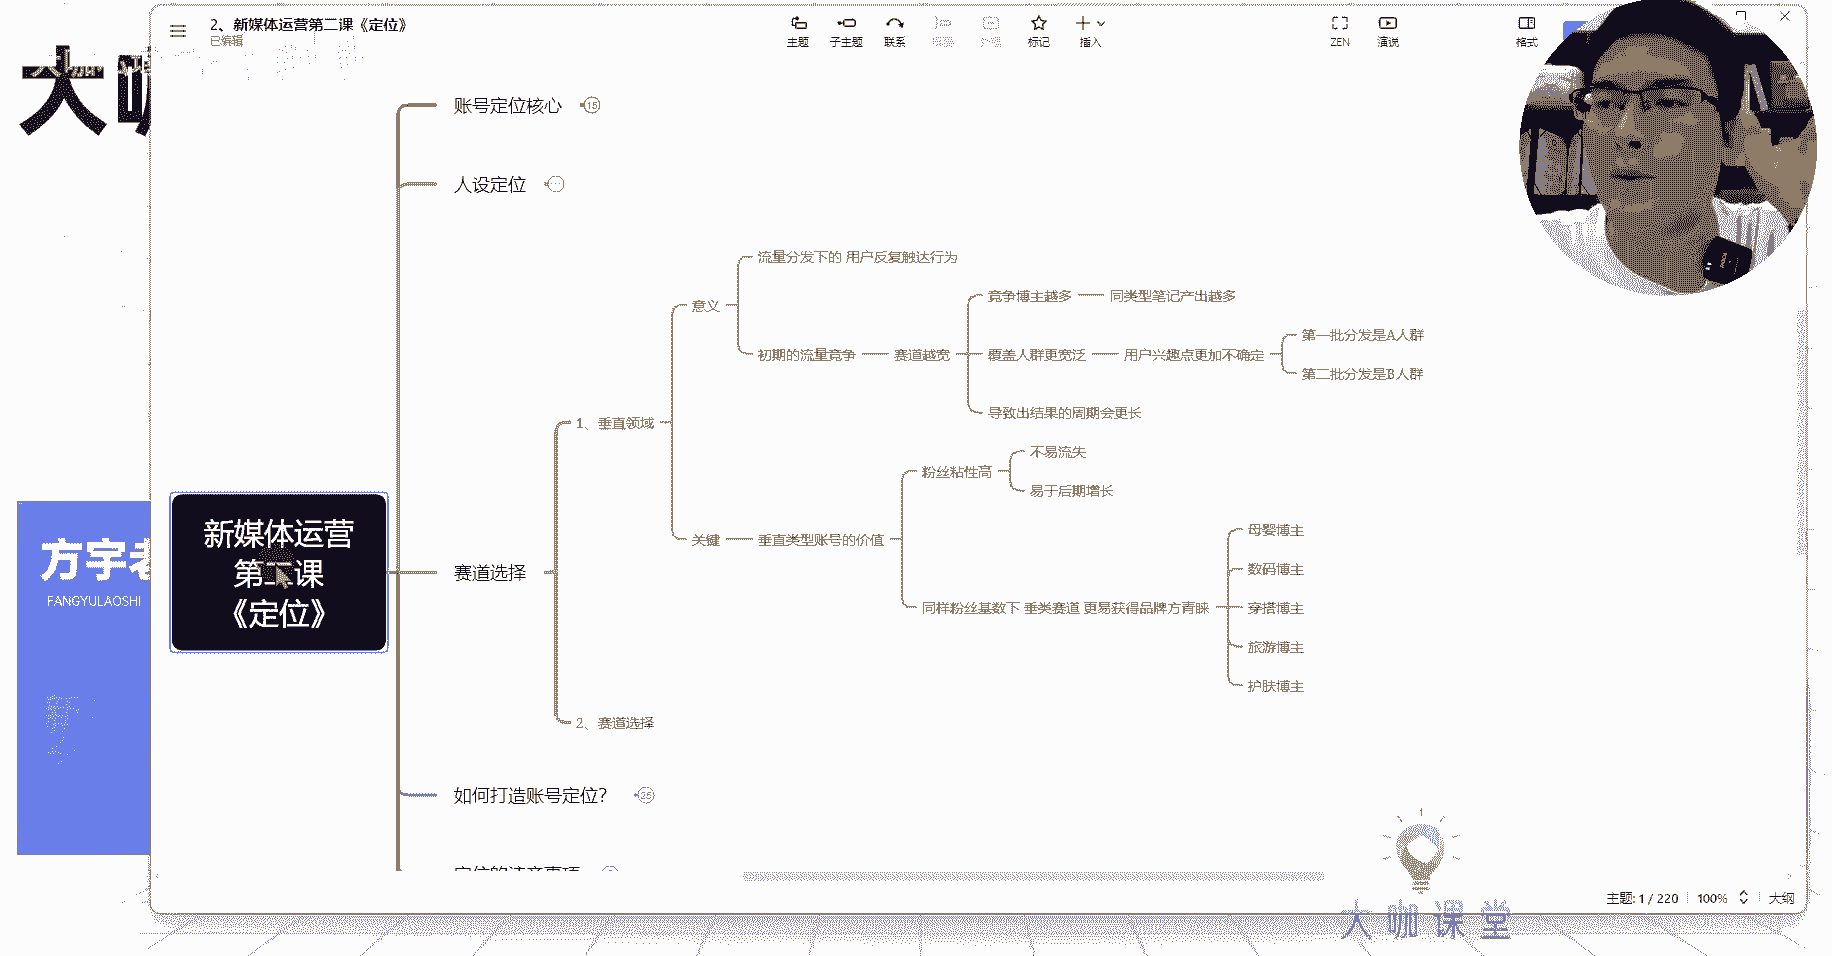 2、新媒体运营第二课《定位》
已编辑
主题
子主题
联系
标记
插入
ZEN
演说
格式
大咖
账号定位核心
15
人设定位
流量分发下的 用户反复触达行为
意义
竞争博主越多
同类型笔记产出越多
初期的流量竞争
赛道越宽
覆盖人群更宽泛
用户兴趣点更加不确定
第一批分发是A人群
第二批分发是B人群
导致出结果的周期会更长
1、垂直领域
不易流失
粉丝粘性高
易于后期增长
关键
垂直类型账号的价值
母婴博主
数码博主
同样粉丝基数下 垂类赛道 更易获得品牌方青睐
穿搭博主
旅游博主
护肤博主
新媒体运营
第二课
《定位》
赛道选择
2、赛道选择
如何打造账号定位？
25
定位的注意事项
方宇老
FANGYULAOSHI
主题: 1 / 220
100%
大纲
大咖课堂